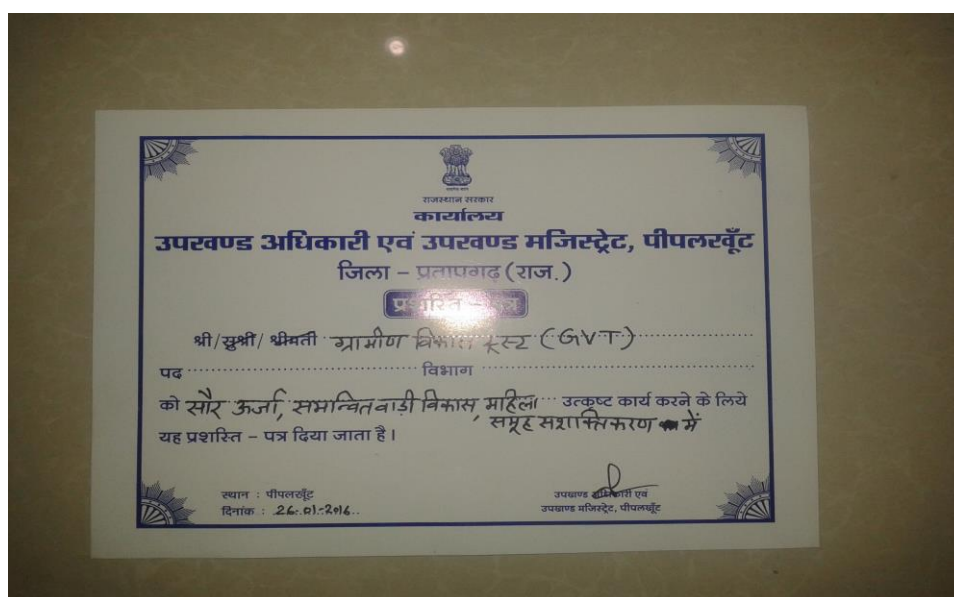 राजस्थान सरकार
कार्यालय
उपखण्ड अधिकारी एवं उपखण्ड मजिस्ट्रेट, पीपलखूँट
जिला – प्रतापगढ़ (राज.)
प्रशस्ति – पत्र
श्री/सुश्री/श्रीमती ग्रामीण विकास ट्रस्ट (GVT)
पद विभाग
को सौर ऊर्जा, समन्वित वाड़ी विकास, महिला उत्कृष्ट कार्य करने के लिये
समूह सशक्तिकरण में
यह प्रशस्ति – पत्र दिया जाता है।
स्थान : पीपलखूँट
दिनांक : 26-01-2016
उपखण्ड अधिकारी एवं
उपखण्ड मजिस्ट्रेट, पीपलखूँट